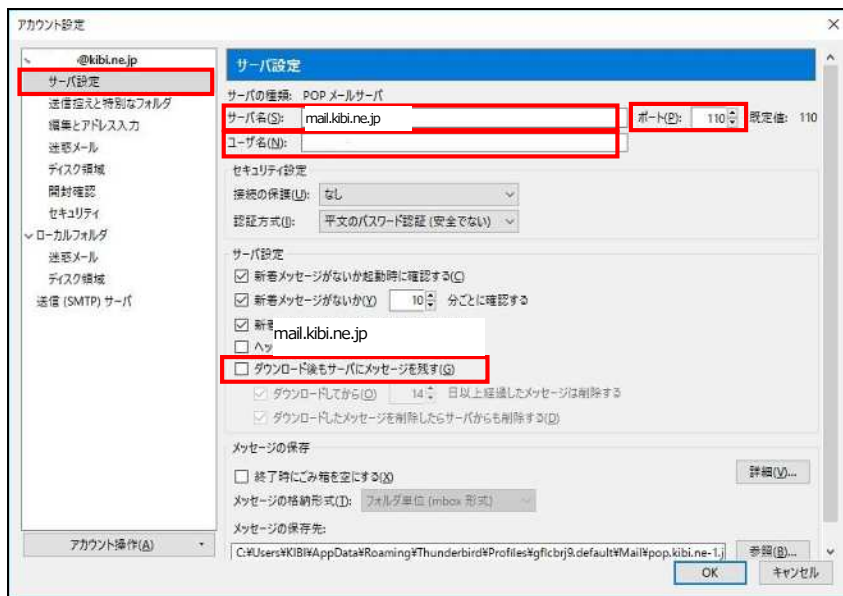 アカウント設定
@kibi.ne.jp
サーバ設定
送信控えと特別なフォルダ
編集とアドレス入力
迷惑メール
ディスク領域
開封確認
セキュリティ
ローカルフォルダ
迷惑メール
ディスク領域
送信 (SMTP) サーバ
アカウント操作(A)
サーバ設定
サーバの種類: POP メールサーバ
サーバ名(S): mail.kibi.ne.jp ポート(P): 110 既定値: 110
ユーザ名(N):
セキュリティ設定
接続の保護(U): なし
認証方式(I): 平文のパスワード認証 (安全でない)
サーバ設定
新着メッセージがないか起動時に確認する(C)
新着メッセージがないか(Y) 10 分ごとに確認する
新着
mail.kibi.ne.jp
ヘッ
ダウンロード後もサーバにメッセージを残す(G)
ダウンロードしてから(O) 14 日以上経過したメッセージは削除する
ダウンロードしたメッセージを削除したらサーバからも削除する(D)
メッセージの保存
終了時にごみ箱を空にする(X) 詳細(V)...
メッセージの格納形式(T): フォルダ単位 (mbox 形式)
メッセージの保存先:
C:¥Users¥KIBI¥AppData¥Roaming¥Thunderbird¥Profiles¥gflcbrj9.default¥Mail¥pop.kibi.ne-1.j 参照(B)...
OK キャンセル